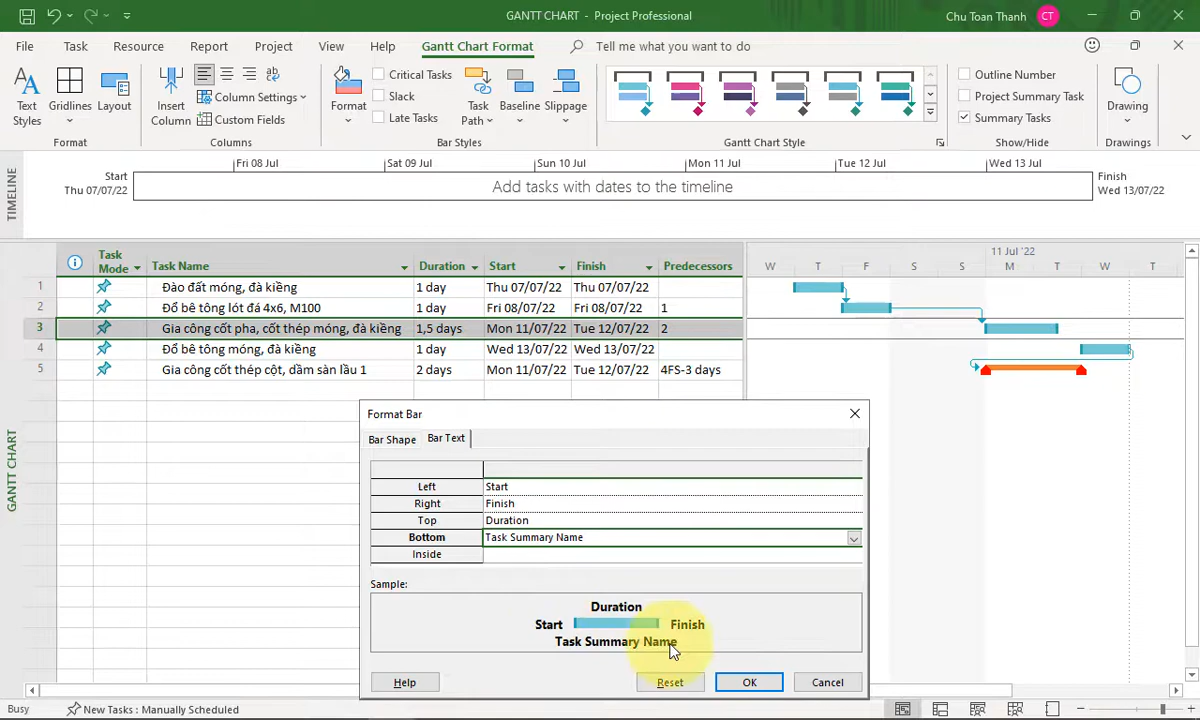 GANTT CHART - Project Professional
Chu Toan Thanh CT
File Task Resource Report Project View Help Gantt Chart Format Tell me what you want to do
Text Styles
Gridlines
Layout
Format
Insert Column
Column Settings
Custom Fields
Columns
Format
Critical Tasks
Slack
Late Tasks
Task Path
Baseline
Slippage
Bar Styles
Gantt Chart Style
Outline Number
Project Summary Task
Summary Tasks
Show/Hide
Drawing
Drawings
TIMELINE
Fri 08 Jul Sat 09 Jul Sun 10 Jul Mon 11 Jul Tue 12 Jul Wed 13 Jul
Start
Thu 07/07/22
Add tasks with dates to the timeline
Finish
Wed 13/07/22
GANTT CHART
Task Mode Task Name Duration Start Finish Predecessors
11 Jul '22
W T F S S M T W T
1 Đào đất móng, đà kiềng 1 day Thu 07/07/22 Thu 07/07/22
2 Đổ bê tông lót đá 4x6, M100 1 day Fri 08/07/22 Fri 08/07/22 1
3 Gia công cốt pha, cốt thép móng, đà kiềng 1,5 days Mon 11/07/22 Tue 12/07/22 2
4 Đổ bê tông móng, đà kiềng 1 day Wed 13/07/22 Wed 13/07/22
5 Gia công cốt thép cột, dầm sàn lầu 1 2 days Mon 11/07/22 Tue 12/07/22 4FS-3 days
Format Bar
Bar Shape Bar Text
Left Start
Right Finish
Top Duration
Bottom Task Summary Name
Inside
Sample:
Duration
Start Finish
Task Summary Name
Help Reset OK Cancel
Busy New Tasks : Manually Scheduled